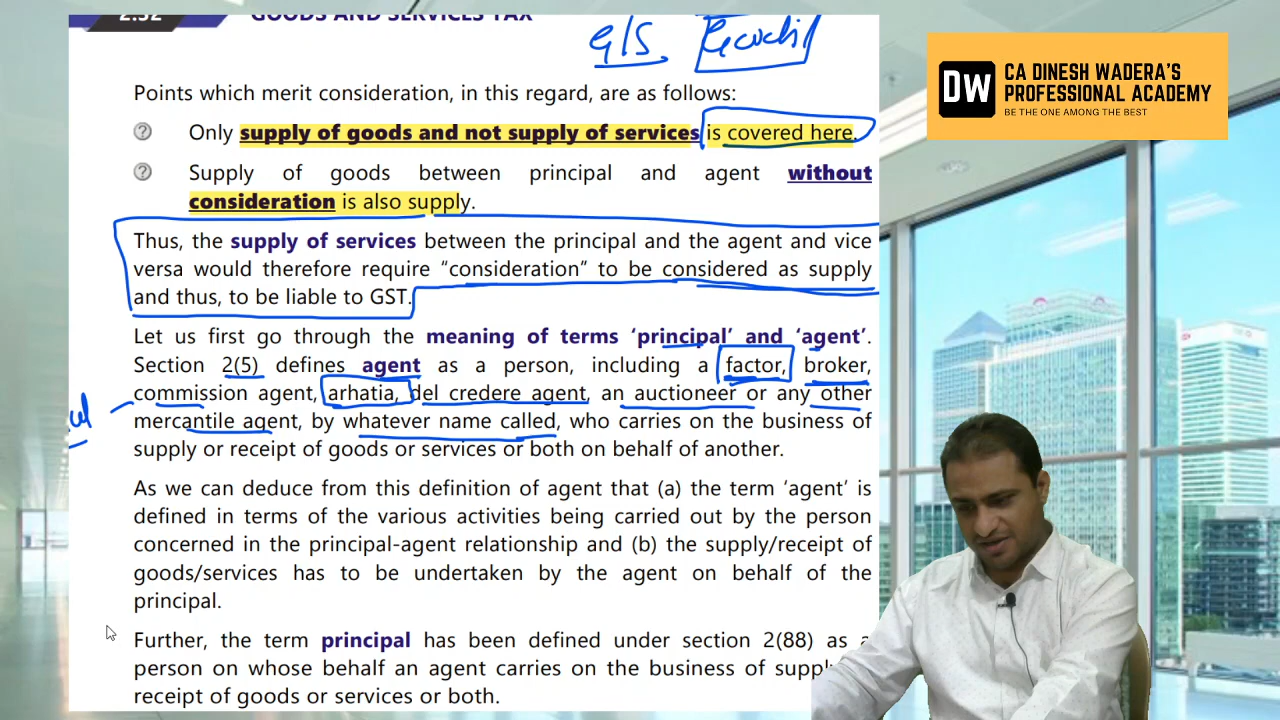 2.32 GOODS AND SERVICES TAX
G/S.
Points which merit consideration, in this regard, are as follows:
Only supply of goods and not supply of services is covered here.
Supply of goods between principal and agent without
consideration is also supply.
Thus, the supply of services between the principal and the agent and vice
versa would therefore require “consideration” to be considered as supply
and thus, to be liable to GST.
Let us first go through the meaning of terms ‘principal’ and ‘agent’.
Section 2(5) defines agent as a person, including a factor, broker,
commission agent, arhatia, del credere agent, an auctioneer or any other
mercantile agent, by whatever name called, who carries on the business of
supply or receipt of goods or services or both on behalf of another.
As we can deduce from this definition of agent that (a) the term ‘agent’ is
defined in terms of the various activities being carried out by the person
concerned in the principal-agent relationship and (b) the supply/receipt of
goods/services has to be undertaken by the agent on behalf of the
principal.
Further, the term principal has been defined under section 2(88) as a
person on whose behalf an agent carries on the business of supply
receipt of goods or services or both.
DW
CA DINESH WADERA'S
PROFESSIONAL ACADEMY
BE THE ONE AMONG THE BEST